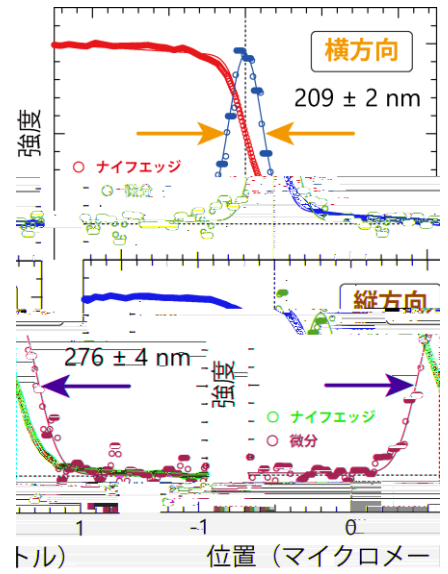 横方向
209 ± 2 nm
強度
ナイフエッジ
微分
縦方向
276 ± 4 nm
強度
ナイフエッジ
微分
1
-1
0
トル）
位置（マイクロメー